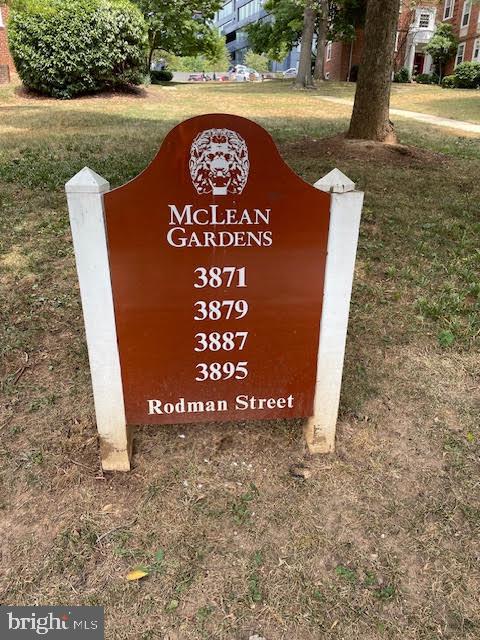 McLEAN
GARDENS
3871
3879
3887
3895
Rodman Street
bright MLS